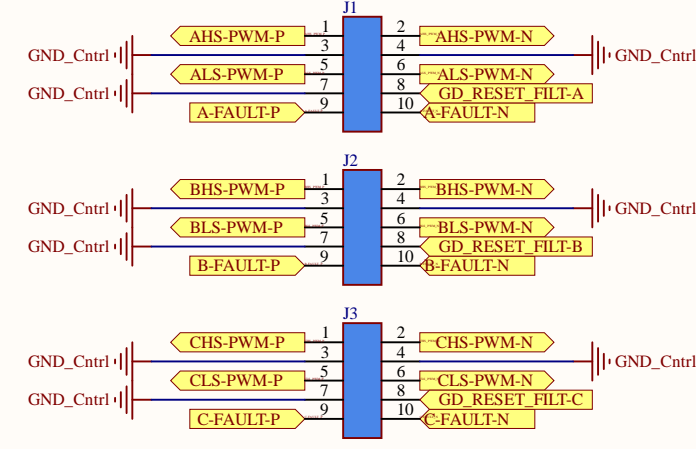 J1
AHS-PWM-P 1 2 AHS-PWM-N
GND_Cntrl 3 4 GND_Cntrl
ALS-PWM-P 5 6 ALS-PWM-N
GND_Cntrl 7 8 GD_RESET_FILT-A
A-FAULT-P 9 10 A-FAULT-N
J2
BHS-PWM-P 1 2 BHS-PWM-N
GND_Cntrl 3 4 GND_Cntrl
BLS-PWM-P 5 6 BLS-PWM-N
GND_Cntrl 7 8 GD_RESET_FILT-B
B-FAULT-P 9 10 B-FAULT-N
J3
CHS-PWM-P 1 2 CHS-PWM-N
GND_Cntrl 3 4 GND_Cntrl
CLS-PWM-P 5 6 CLS-PWM-N
GND_Cntrl 7 8 GD_RESET_FILT-C
C-FAULT-P 9 10 C-FAULT-N